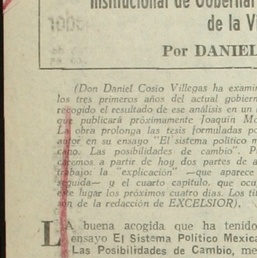 Institucional de Gobernar
de la V
Por DANIEL
(Don Daniel Cosío Villegas ha examin
los tres primeros años del actual gobiern
recogido el resultado de ese análisis en un l
que publicará próximamente Joaquín Mo
La obra prolonga las tesis formuladas po
autor en su ensayo "El sistema político m
cano. Las posibilidades de cambio". P
camos a partir de hoy dos partes de a
trabajo: la "explicación" —que aparece
seguida— y el cuarto capítulo, que ocu
este lugar los próximos cuatro días. Los tít
son de la redacción de EXCELSIOR).
LA buena acogida que ha tenido
ensayo El Sistema Político Mexica
Las Posibilidades de Cambio, me